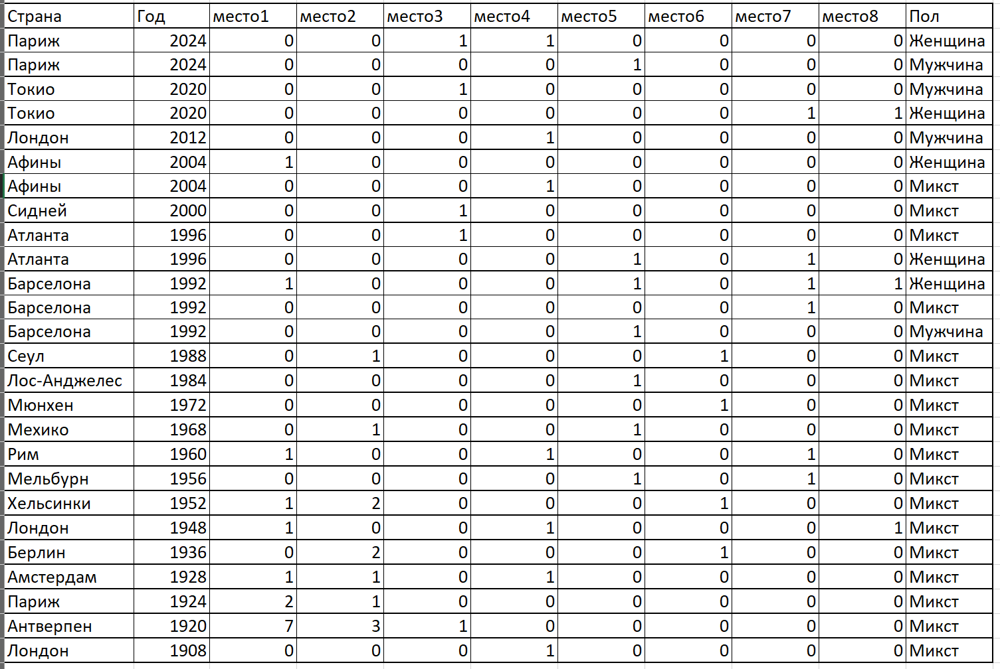 Страна Год место1 место2 место3 место4 место5 место6 место7 место8 Пол
Париж 2024 0 0 1 1 0 0 0 0 Женщина
Париж 2024 0 0 0 0 1 0 0 0 Мужчина
Токио 2020 0 0 1 0 0 0 0 0 Мужчина
Токио 2020 0 0 0 0 0 0 1 1 Женщина
Лондон 2012 0 0 0 1 0 0 0 0 Мужчина
Афины 2004 1 0 0 0 0 0 0 0 Женщина
Афины 2004 0 0 0 1 0 0 0 0 Микст
Сидней 2000 0 0 1 0 0 0 0 0 Микст
Атланта 1996 0 0 1 0 0 0 0 0 Микст
Атланта 1996 0 0 0 0 1 0 1 0 Женщина
Барселона 1992 1 0 0 0 1 0 1 1 Женщина
Барселона 1992 0 0 0 0 0 0 1 0 Микст
Барселона 1992 0 0 0 0 1 0 0 0 Мужчина
Сеул 1988 0 1 0 0 0 1 0 0 Микст
Лос-Анджелес 1984 0 0 0 0 1 0 0 0 Микст
Мюнхен 1972 0 0 0 0 0 1 0 0 Микст
Мехико 1968 0 1 0 0 1 0 0 0 Микст
Рим 1960 1 0 0 1 0 0 1 0 Микст
Мельбурн 1956 0 0 0 0 1 0 1 0 Микст
Хельсинки 1952 1 2 0 0 0 1 0 0 Микст
Лондон 1948 1 0 0 1 0 0 0 1 Микст
Берлин 1936 0 2 0 0 0 1 0 0 Микст
Амстердам 1928 1 1 0 1 0 0 0 0 Микст
Париж 1924 2 1 0 0 0 0 0 0 Микст
Антверпен 1920 7 3 1 0 0 0 0 0 Микст
Лондон 1908 0 0 0 1 0 0 0 0 Микст